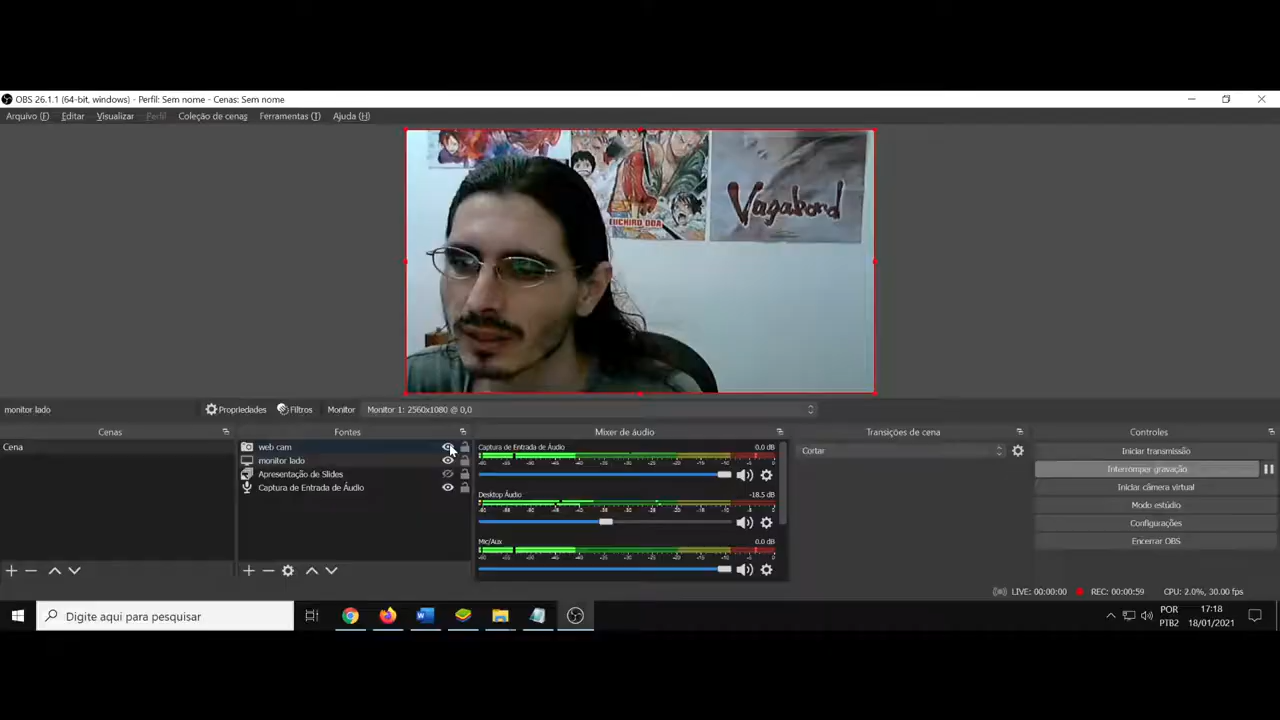 OBS 26.1.1 (64-bit, windows) - Perfil: Sem nome - Cenas: Sem nome
Arquivo (F) Editar Visualizar Perfil Coleção de cenas Ferramentas (T) Ajuda (H)
EIICHIRO ODA
Vagabond
monitor lado Propriedades Filtros Monitor Monitor 1: 2560x1080 @ 0,0
Cenas Fontes Mixer de áudio Transições de cena Controles
Cena
web cam
monitor lado
Apresentação de Slides
Captura de Entrada de Áudio
Captura de Entrada de Áudio 0.0 dB
Desktop Áudio -18.5 dB
Mic/Aux 0.0 dB
Cortar
Iniciar transmissão
Interromper gravação
Iniciar câmera virtual
Modo estúdio
Configurações
Encerrar OBS
LIVE: 00:00:00 REC: 00:00:59 CPU: 2.0%, 30.00 fps
Digite aqui para pesquisar
POR 17:18
PTB2 18/01/2021